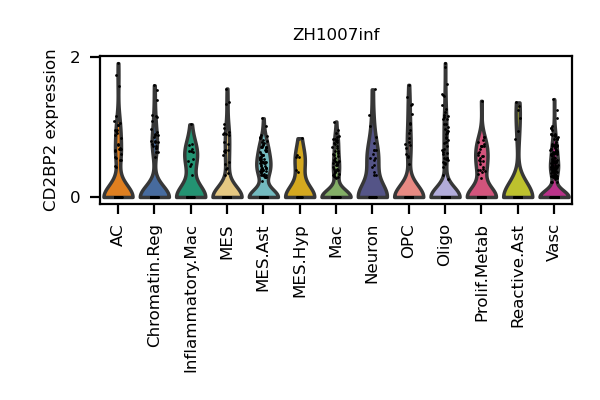 ZH1007inf
CD2BP2 expression
2
0
AC
Chromatin.Reg
Inflammatory.Mac
MES
MES.Ast
MES.Hyp
Mac
Neuron
OPC
Oligo
Prolif.Metab
Reactive.Ast
Vasc